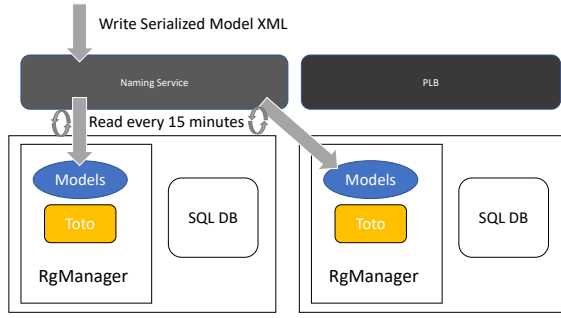 Write Serialized Model XML
Naming Service
PLB
Read every 15 minutes
Models
Toto
RgManager
SQL DB
Models
Toto
RgManager
SQL DB